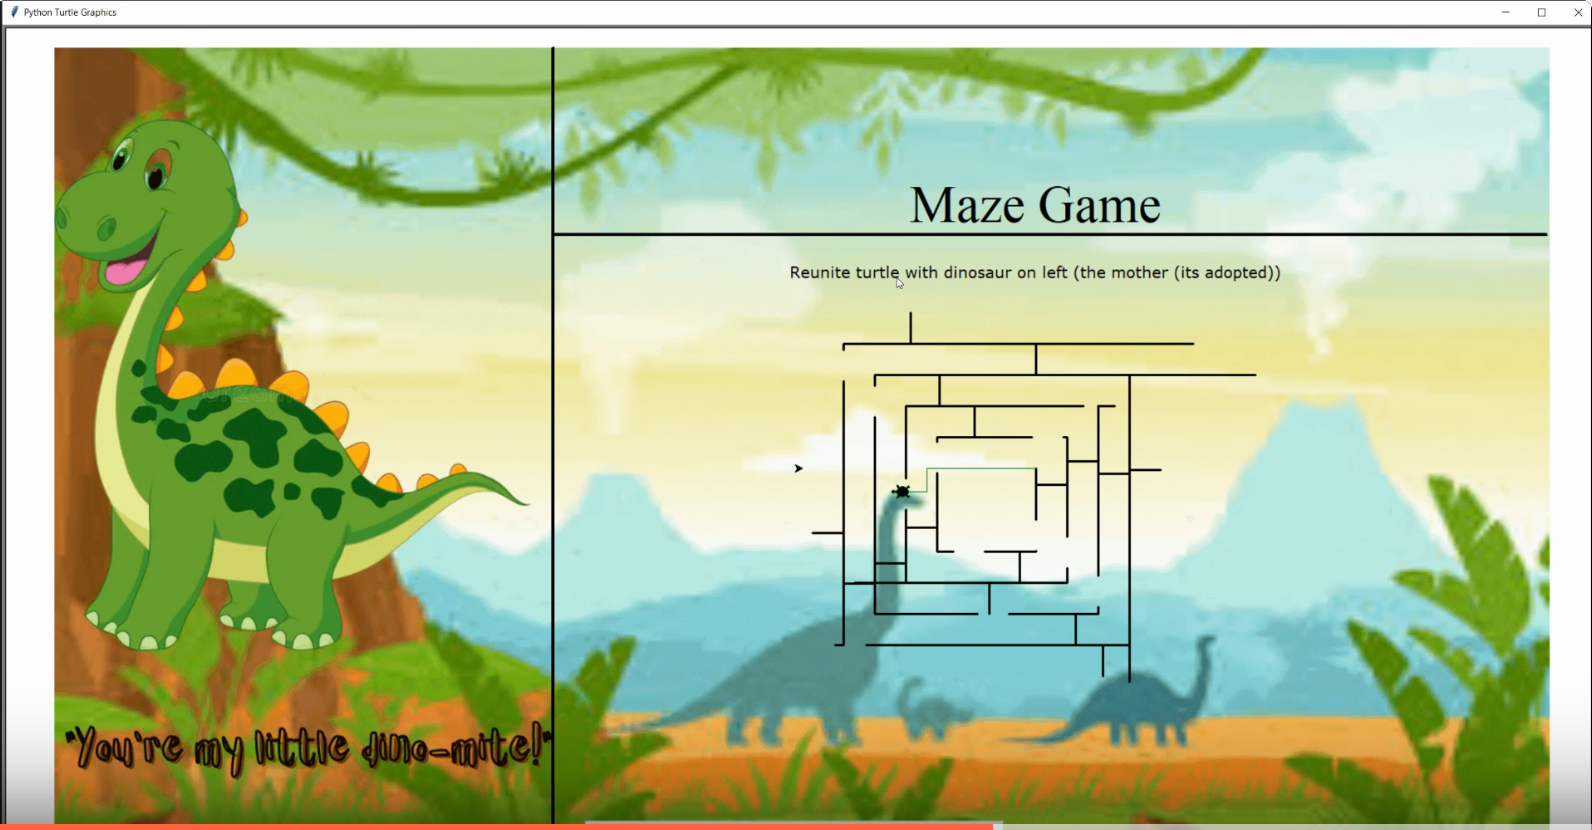 Python Turtle Graphics
Maze Game
Reunite turtle with dinosaur on left (the mother (its adopted))
"You're my little dino-mite!"